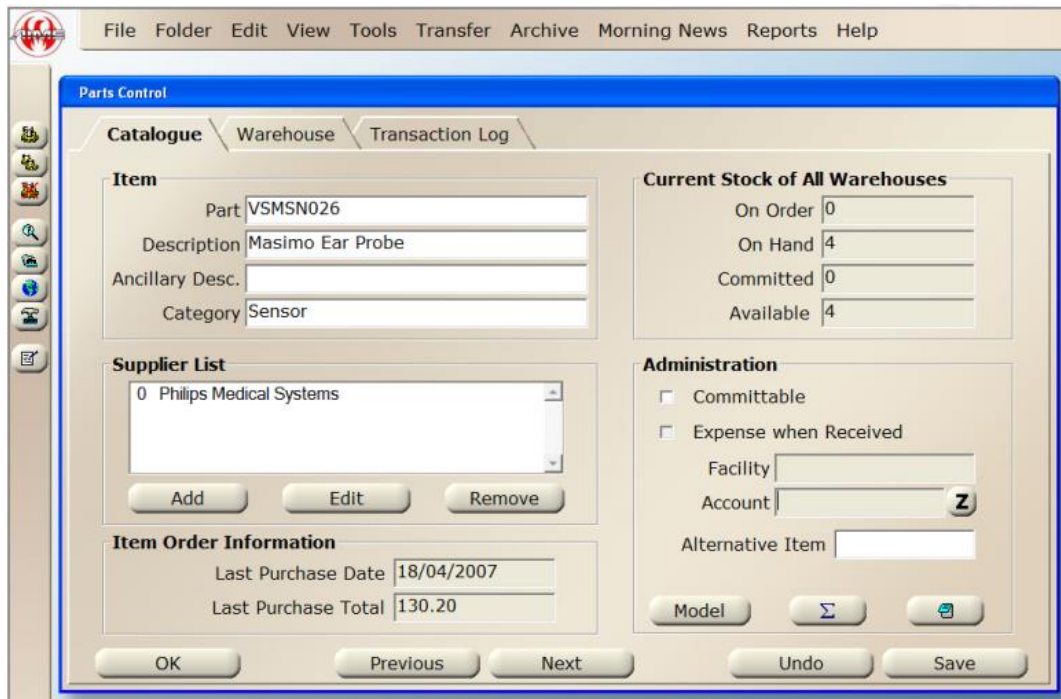 File Folder Edit View Tools Transfer Archive Morning News Reports Help
Parts Control
Catalogue Warehouse Transaction Log
Item
Part VSMSN026
Description Masimo Ear Probe
Ancillary Desc.
Category Sensor
Supplier List
0 Philips Medical Systems
Add Edit Remove
Item Order Information
Last Purchase Date 18/04/2007
Last Purchase Total 130.20
Current Stock of All Warehouses
On Order 0
On Hand 4
Committed 0
Available 4
Administration
Committable
Expense when Received
Facility
Account Z
Alternative Item
Model Σ
OK Previous Next Undo Save